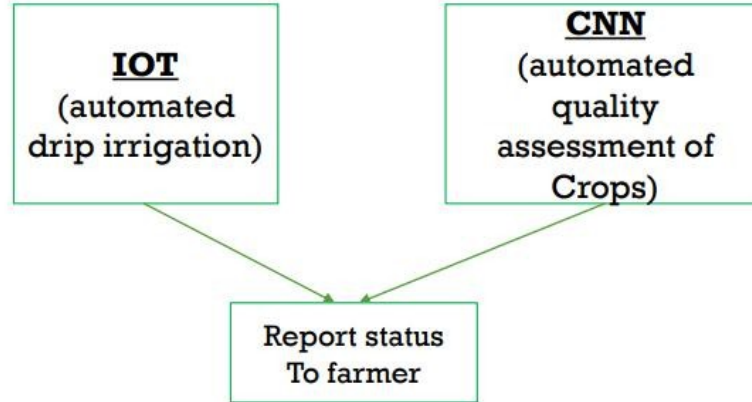 IOT
(automated
drip irrigation)
CNN
(automated
quality
assessment of
Crops)
Report status
To farmer